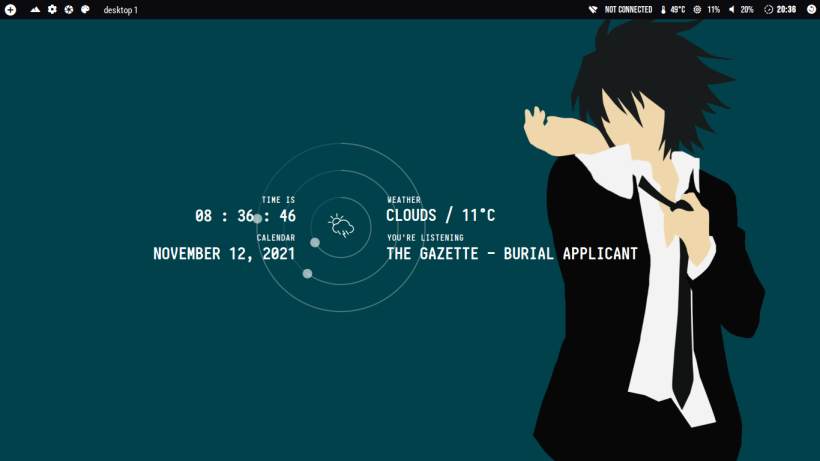 desktop 1
NOT CONNECTED 49°C 11% 20% 20:36
TIME IS
08 : 36 : 46
CALENDAR
NOVEMBER 12, 2021
WEATHER
CLOUDS / 11°C
YOU'RE LISTENING
THE GAZETTE - BURIAL APPLICANT